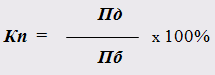 Пд
Кп = ——— х 100%
Пб